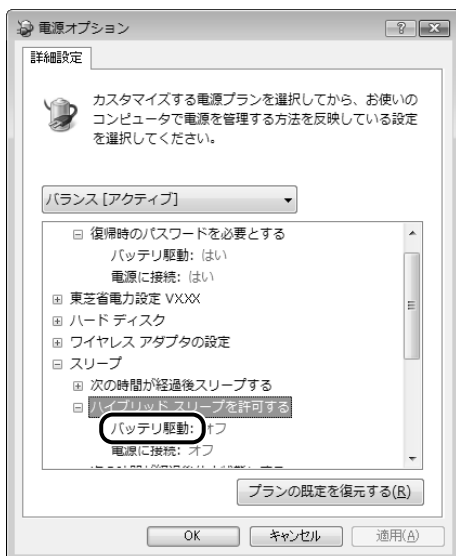 電源オプション
詳細設定
カスタマイズする電源プランを選択してから、お使いの
コンピュータで電源を管理する方法を反映している設定
を選択してください。
バランス [アクティブ]
復帰時のパスワードを必要とする
バッテリ駆動: はい
電源に接続: はい
東芝省電力設定 VX.XX
ハード ディスク
ワイヤレス アダプタの設定
スリープ
次の時間が経過後スリープする
ハイブリッド スリープを許可する
バッテリ駆動: オフ
電源に接続: オフ
プランの既定を復元する(R)
OK キャンセル 適用(A)